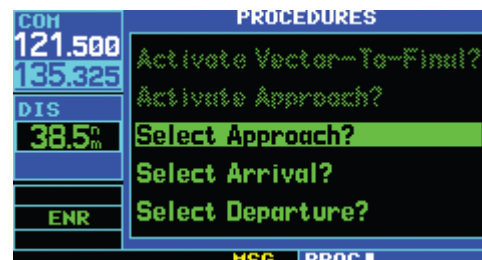 COM
121.500
135.325
DIS
38.5nm
ENR
PROCEDURES
Activate Vector-To-Final?
Activate Approach?
Select Approach?
Select Arrival?
Select Departure?
MSG PROC